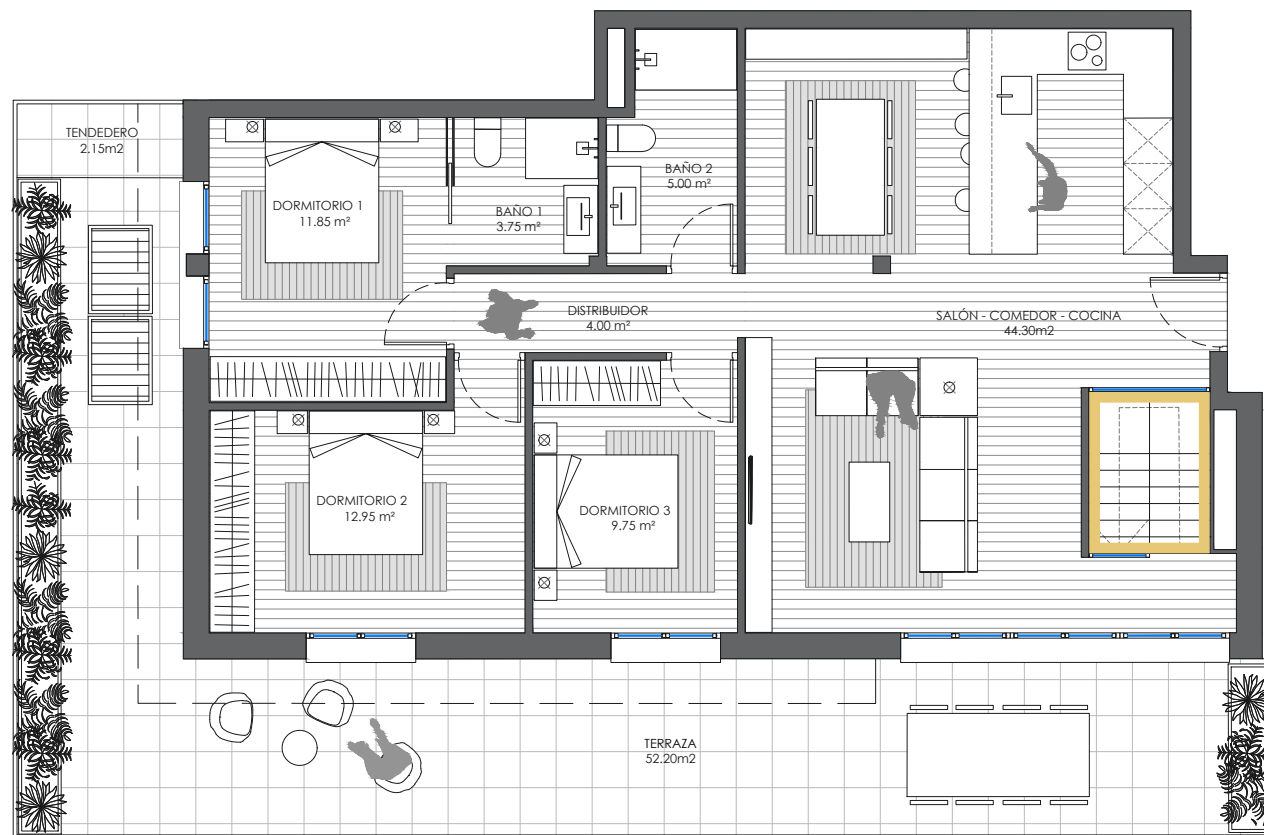 TENDEDERO
2.15m2
DORMITORIO 1
11.85 m²
BAÑO 1
3.75 m²
BAÑO 2
5.00 m²
DISTRIBUIDOR
4.00 m²
SALÓN - COMEDOR - COCINA
44.30m2
DORMITORIO 2
12.95 m²
DORMITORIO 3
9.75 m²
TERRAZA
52.20m2